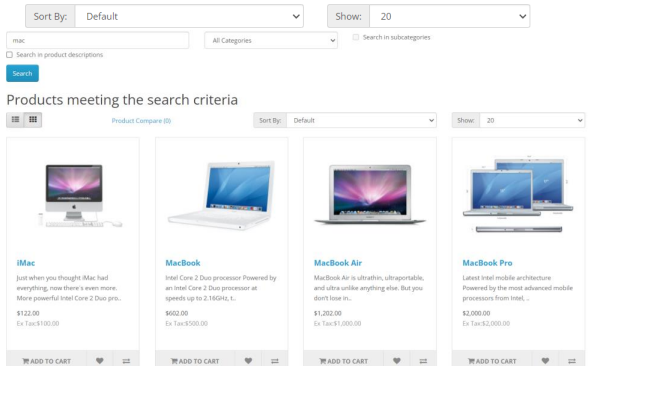 Sort By: Default Show: 20
mac All Categories Search in subcategories
Search in product descriptions
Search
Products meeting the search criteria
Product Compare (0) Sort By: Default Show: 20
iMac
Just when you thought iMac had
everything, now there's even more.
More powerful Intel Core 2 Duo pro..
$122.00
Ex Tax:$100.00
ADD TO CART
MacBook
Intel Core 2 Duo processor Powered by
an Intel Core 2 Duo processor at
speeds up to 2.16GHz, t..
$602.00
Ex Tax:$500.00
ADD TO CART
MacBook Air
MacBook Air is ultrathin, ultraportable,
and ultra unlike anything else. But you
don't lose in..
$1,202.00
Ex Tax:$1,000.00
ADD TO CART
MacBook Pro
Latest Intel mobile architecture
Powered by the most advanced mobile
processors from Intel, ..
$2,000.00
Ex Tax:$2,000.00
ADD TO CART